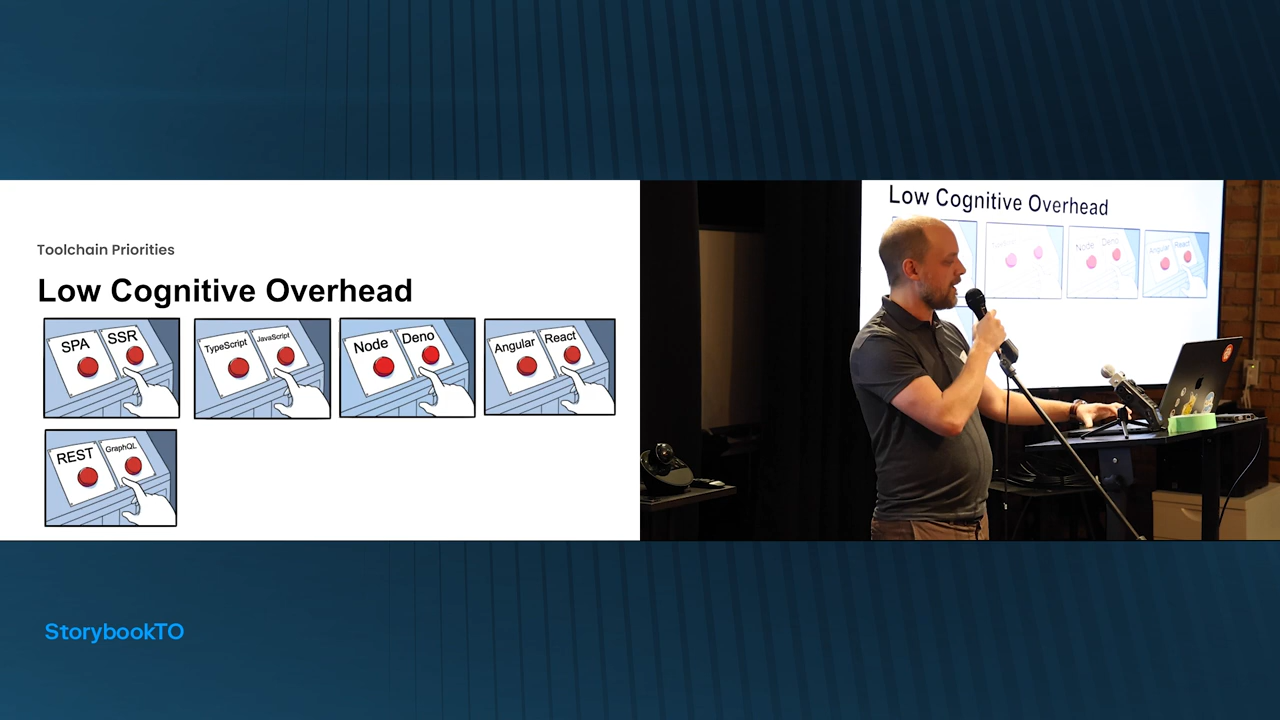 Toolchain Priorities
Low Cognitive Overhead
SPA SSR
TypeScript JavaScript
Node Deno
Angular React
REST GraphQL
Low Cognitive Overhead
Node Deno
Angular React
StorybookTO